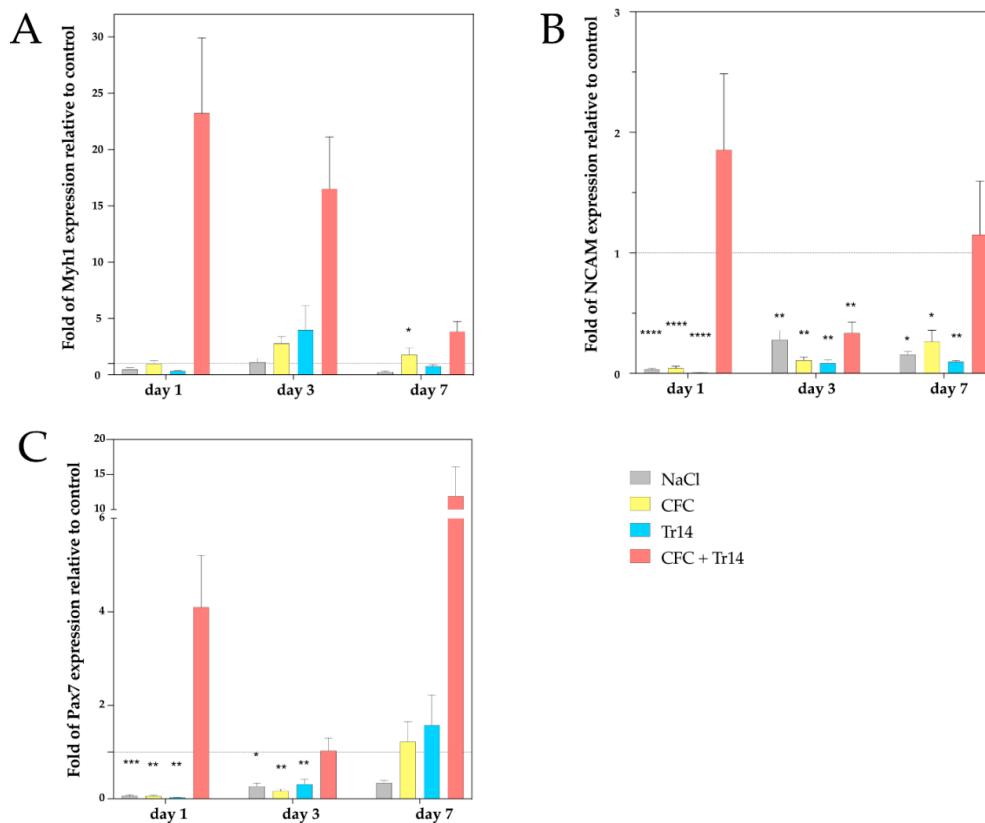 A
Fold of Myh1 expression relative to control
30
25
20
15
10
5
1
0
*
day 1 day 3 day 7
B
Fold of NCAM expression relative to control
3
2
1
0
**** **** ****
** ** ** **
* * **
day 1 day 3 day 7
C
Fold of Pax7 expression relative to control
20
15
10
6
4
2
0
*** ** **
* ** **
day 1 day 3 day 7
NaCl
CFC
Tr14
CFC + Tr14